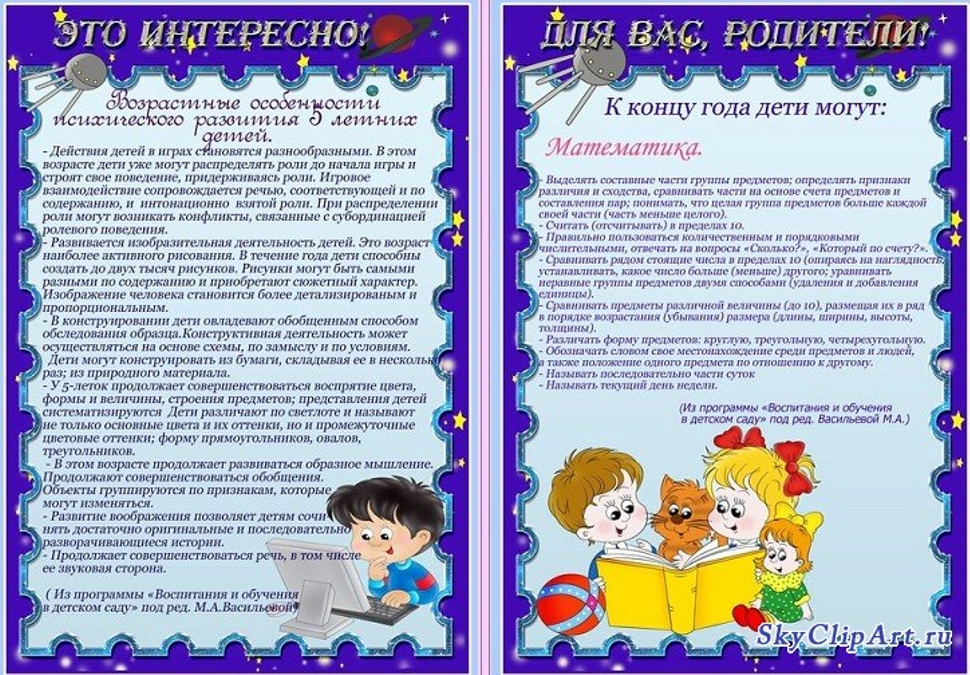 ЭТО ИНТЕРЕСНО!
Возрастные особенности
психического развития 5 летних
детей.
- Действия детей в играх становятся разнообразными. В этом
возрасте дети уже могут распределять роли до начала игры и
строят свое поведение, придерживаясь роли. Игровое
взаимодействие сопровождается речью, соответствующей и по
содержанию, и интонационно взятой роли. При распределении
роли могут возникать конфликты, связанные с субординацией
ролевого поведения.
- Развивается изобразительная деятельность детей. Это возраст
наиболее активного рисования. В течение года дети способны
создать до двух тысяч рисунков. Рисунки могут быть самыми
разными по содержанию и приобретают сюжетный характер.
Изображение человека становится более детализированым и
пропорциональным.
- В конструировании дети овладевают обобщенным способом
обследования образца.Конструктивная деятельность может
осуществляться на основе схемы, по замыслу и по условиям.
Дети могут конструировать из бумаги, складывая ее в несколько
раз; из природного материала.
- У 5-леток продолжает совершенствоваться воспрятие цвета,
формы и величины, строения предметов; представления детей
систематизируются Дети различают по светлоте и называют
не только основные цвета и их оттенки, но и промежуточные
цветовые оттенки; форму прямоугольников, овалов,
треугольников.
- В этом возрасте продолжает развиваться образное мышление.
Продолжают совершенствоваться обобщения.
Объекты группируются по признакам, которые
могут изменяться.
- Развитие воображения позволяет детям сочи
нять достаточно оригинальные и последовательно
разворачивающиеся истории.
- Продолжает совершенствоваться речь, в том числе
ее звуковая сторона.
( Из программы «Воспитания и обучения
в детском саду» под ред. М.А.Васильевой)
ДЛЯ ВАС, РОДИТЕЛИ!
К концу года дети могут:
Математика.
- Выделять составные части группы предметов; определять признаки
различия и сходства, сравнивать части на основе счета предметов и
составления пар; понимать, что целая группа предметов больше каждой
своей части (часть меньше целого).
- Считать (отсчитывать) в пределах 10.
- Правильно пользоваться количественным и порядковыми
числительными, отвечать на вопросы «Сколько?», «Который по счету?».
- Сравнивать рядом стоящие числа в пределах 10 (опираясь на наглядность,
устанавливать, какое число больше (меньше) другого; уравнивать
неравные группы предметов двумя способами (удаления и добавления
единицы).
- Сравнивать предметы различной величины (до 10), размещая их в ряд
в порядке возрастания (убывания) размера (длины, ширины, высоты,
толщины).
- Различать форму предметов: круглую, треугольную, четырехугольную.
- Обозначать словом свое местонахождение среди предметов и людей,
а также положение одного предмета по отношению к другому.
- Называть последовательно части суток
- Называть текущий день недели.
(Из программы «Воспитания и обучения
в детском саду» под ред. Васильевой М.А.)
SkyClipArt.ru